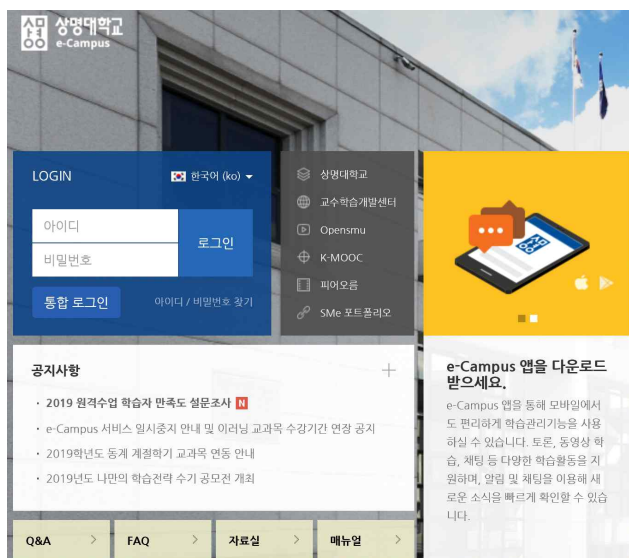 상명대학교
e-Campus
LOGIN
한국어 (ko)
아이디
비밀번호
로그인
통합 로그인
아이디 / 비밀번호 찾기
상명대학교
교수학습개발센터
Opensmu
K-MOOC
피어오름
SMe 포트폴리오
공지사항
2019 원격수업 학습자 만족도 설문조사 N
e-Campus 서비스 일시중지 안내 및 이러닝 교과목 수강기간 연장 공지
2019학년도 동계 계절학기 교과목 연동 안내
2019년도 나만의 학습전략 수기 공모전 개최
e-Campus 앱을 다운로드
받으세요.
e-Campus 앱을 통해 모바일에서
도 편리하게 학습관리기능을 사용
하실 수 있습니다. 토론, 동영상 학
습, 채팅 등 다양한 학습활동을 지
원하며, 알림 및 채팅을 이용해 새
로운 소식을 빠르게 확인할 수 있습
니다.
Q&A
FAQ
자료실
매뉴얼